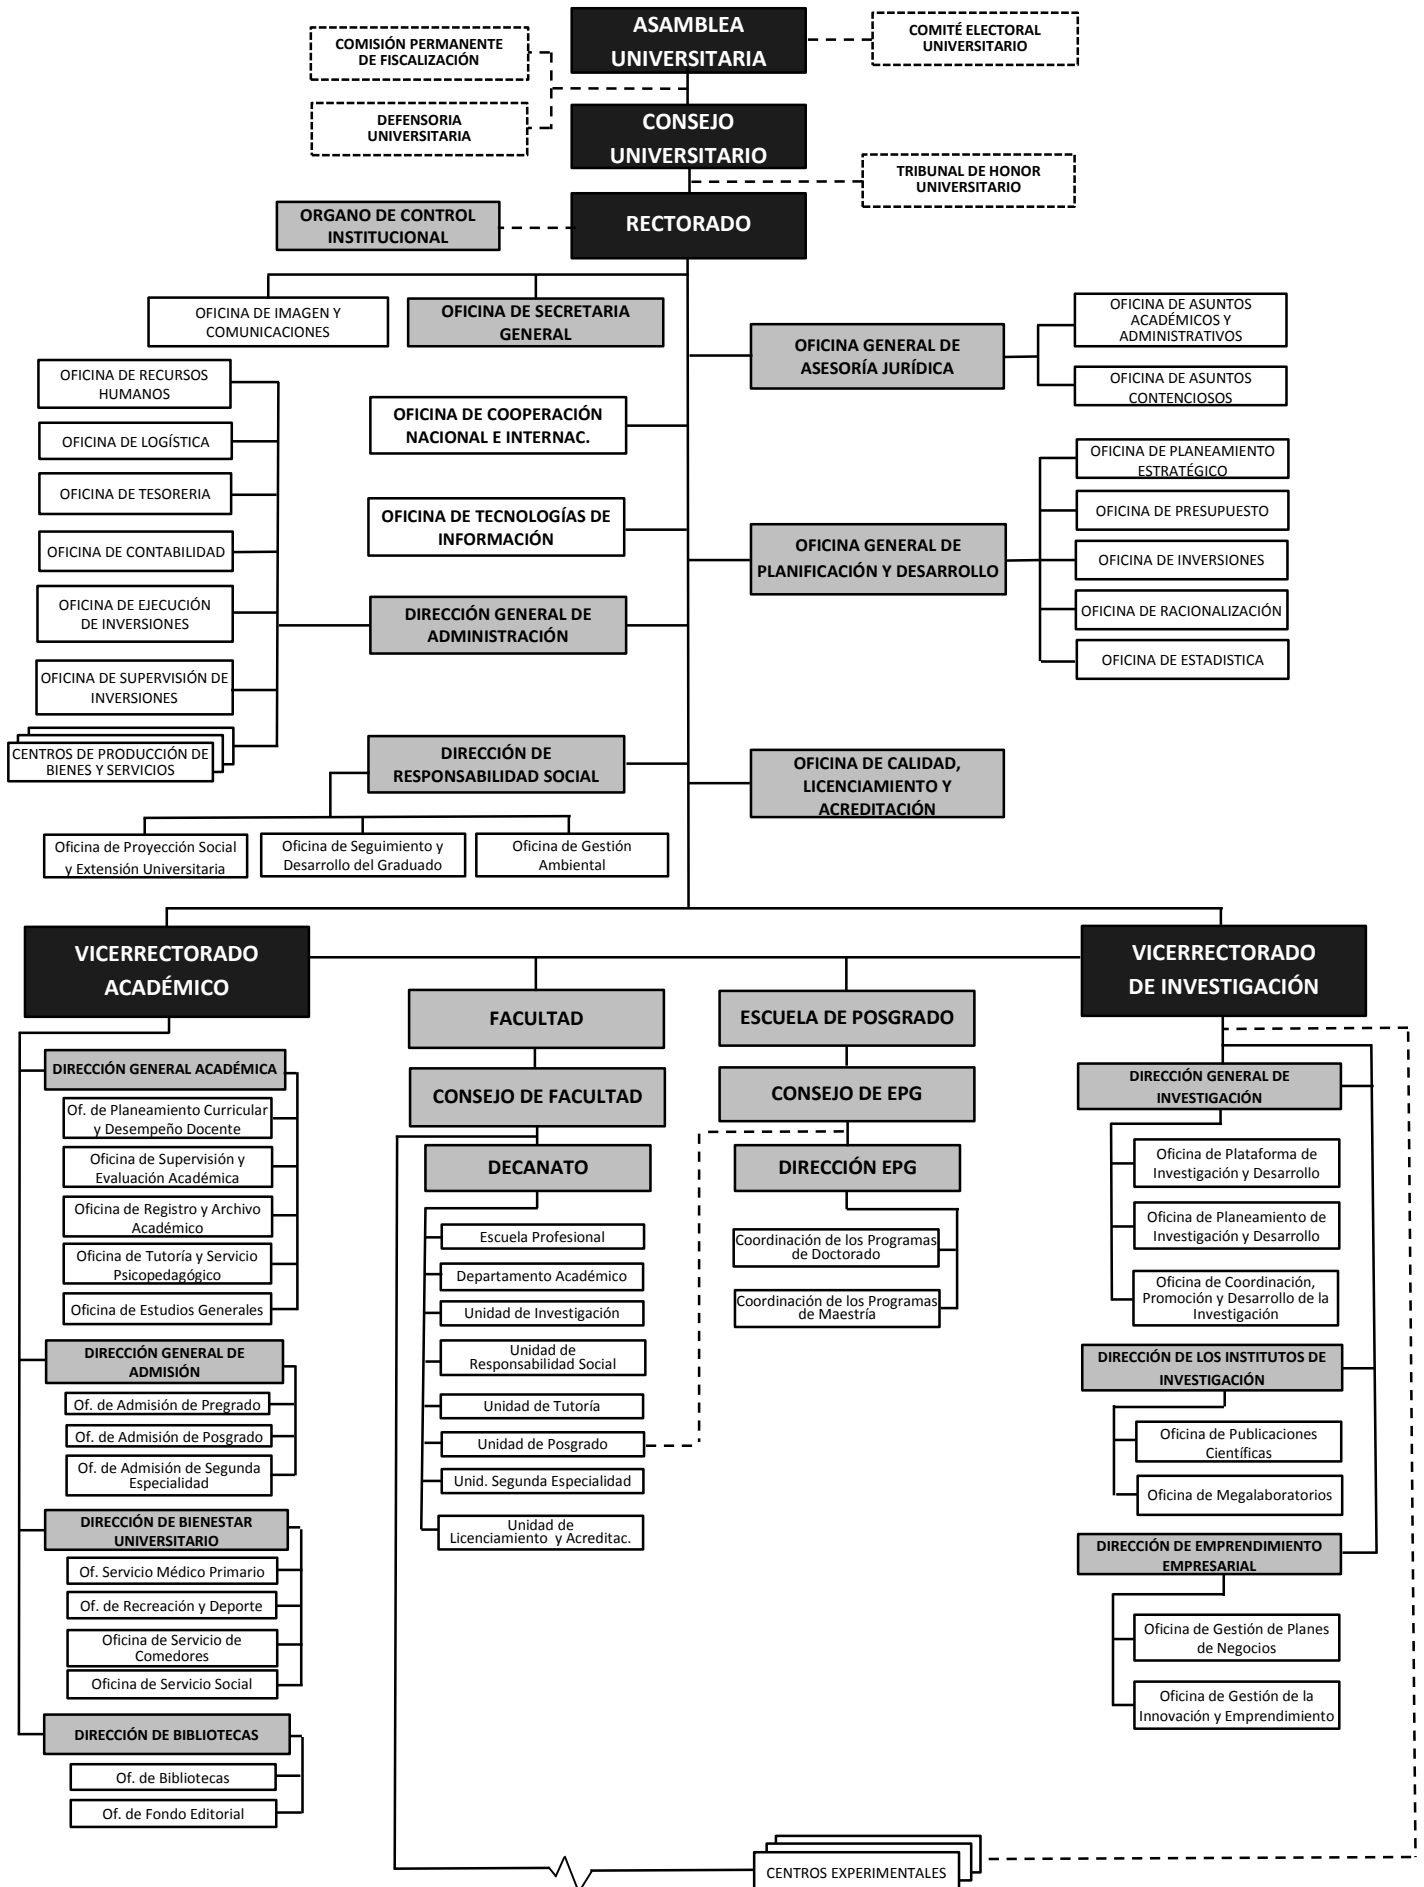 ASAMBLEA
UNIVERSITARIA
COMISIÓN PERMANENTE
DE FISCALIZACIÓN
COMITÉ ELECTORAL
UNIVERSITARIO
DEFENSORIA
UNIVERSITARIA
CONSEJO
UNIVERSITARIO
TRIBUNAL DE HONOR
UNIVERSITARIO
ORGANO DE CONTROL
INSTITUCIONAL
RECTORADO
OFICINA DE IMAGEN Y
COMUNICACIONES
OFICINA DE SECRETARIA
GENERAL
OFICINA GENERAL DE
ASESORÍA JURÍDICA
OFICINA DE ASUNTOS
ACADÉMICOS Y
ADMINISTRATIVOS
OFICINA DE ASUNTOS
CONTENCIOSOS
OFICINA DE RECURSOS
HUMANOS
OFICINA DE LOGÍSTICA
OFICINA DE TESORERIA
OFICINA DE CONTABILIDAD
OFICINA DE EJECUCIÓN
DE INVERSIONES
OFICINA DE SUPERVISIÓN DE
INVERSIONES
CENTROS DE PRODUCCIÓN DE
BIENES Y SERVICIOS
OFICINA DE COOPERACIÓN
NACIONAL E INTERNAC.
OFICINA DE TECNOLOGÍAS DE
INFORMACIÓN
DIRECCIÓN GENERAL DE
ADMINISTRACIÓN
OFICINA GENERAL DE
PLANIFICACIÓN Y DESARROLLO
OFICINA DE PLANEAMIENTO
ESTRATÉGICO
OFICINA DE PRESUPUESTO
OFICINA DE INVERSIONES
OFICINA DE RACIONALIZACIÓN
OFICINA DE ESTADISTICA
DIRECCIÓN DE
RESPONSABILIDAD SOCIAL
OFICINA DE CALIDAD,
LICENCIAMIENTO Y
ACREDITACIÓN
Oficina de Proyección Social
y Extensión Universitaria
Oficina de Seguimiento y
Desarrollo del Graduado
Oficina de Gestión
Ambiental
VICERRECTORADO
ACADÉMICO
VICERRECTORADO
DE INVESTIGACIÓN
DIRECCIÓN GENERAL ACADÉMICA
Of. de Planeamiento Curricular
y Desempeño Docente
Oficina de Supervisión y
Evaluación Académica
Oficina de Registro y Archivo
Académico
Oficina de Tutoría y Servicio
Psicopedagógico
Oficina de Estudios Generales
DIRECCIÓN GENERAL DE
ADMISIÓN
Of. de Admisión de Pregrado
Of. de Admisión de Posgrado
Of. de Admisión de Segunda
Especialidad
DIRECCIÓN DE BIENESTAR
UNIVERSITARIO
Of. Servicio Médico Primario
Of. de Recreación y Deporte
Oficina de Servicio de
Comedores
Oficina de Servicio Social
DIRECCIÓN DE BIBLIOTECAS
Of. de Bibliotecas
Of. de Fondo Editorial
FACULTAD
CONSEJO DE FACULTAD
DECANATO
Escuela Profesional
Departamento Académico
Unidad de Investigación
Unidad de
Responsabilidad Social
Unidad de Tutoría
Unidad de Posgrado
Unid. Segunda Especialidad
Unidad de
Licenciamiento y Acreditac.
ESCUELA DE POSGRADO
CONSEJO DE EPG
DIRECCIÓN EPG
Coordinación de los Programas
de Doctorado
Coordinación de los Programas
de Maestría
DIRECCIÓN GENERAL DE
INVESTIGACIÓN
Oficina de Plataforma de
Investigación y Desarrollo
Oficina de Planeamiento de
Investigación y Desarrollo
Oficina de Coordinación,
Promoción y Desarrollo de la
Investigación
DIRECCIÓN DE LOS INSTITUTOS DE
INVESTIGACIÓN
Oficina de Publicaciones
Científicas
Oficina de Megalaboratorios
DIRECCIÓN DE EMPRENDIMIENTO
EMPRESARIAL
Oficina de Gestión de Planes
de Negocios
Oficina de Gestión de la
Innovación y Emprendimiento
CENTROS EXPERIMENTALES